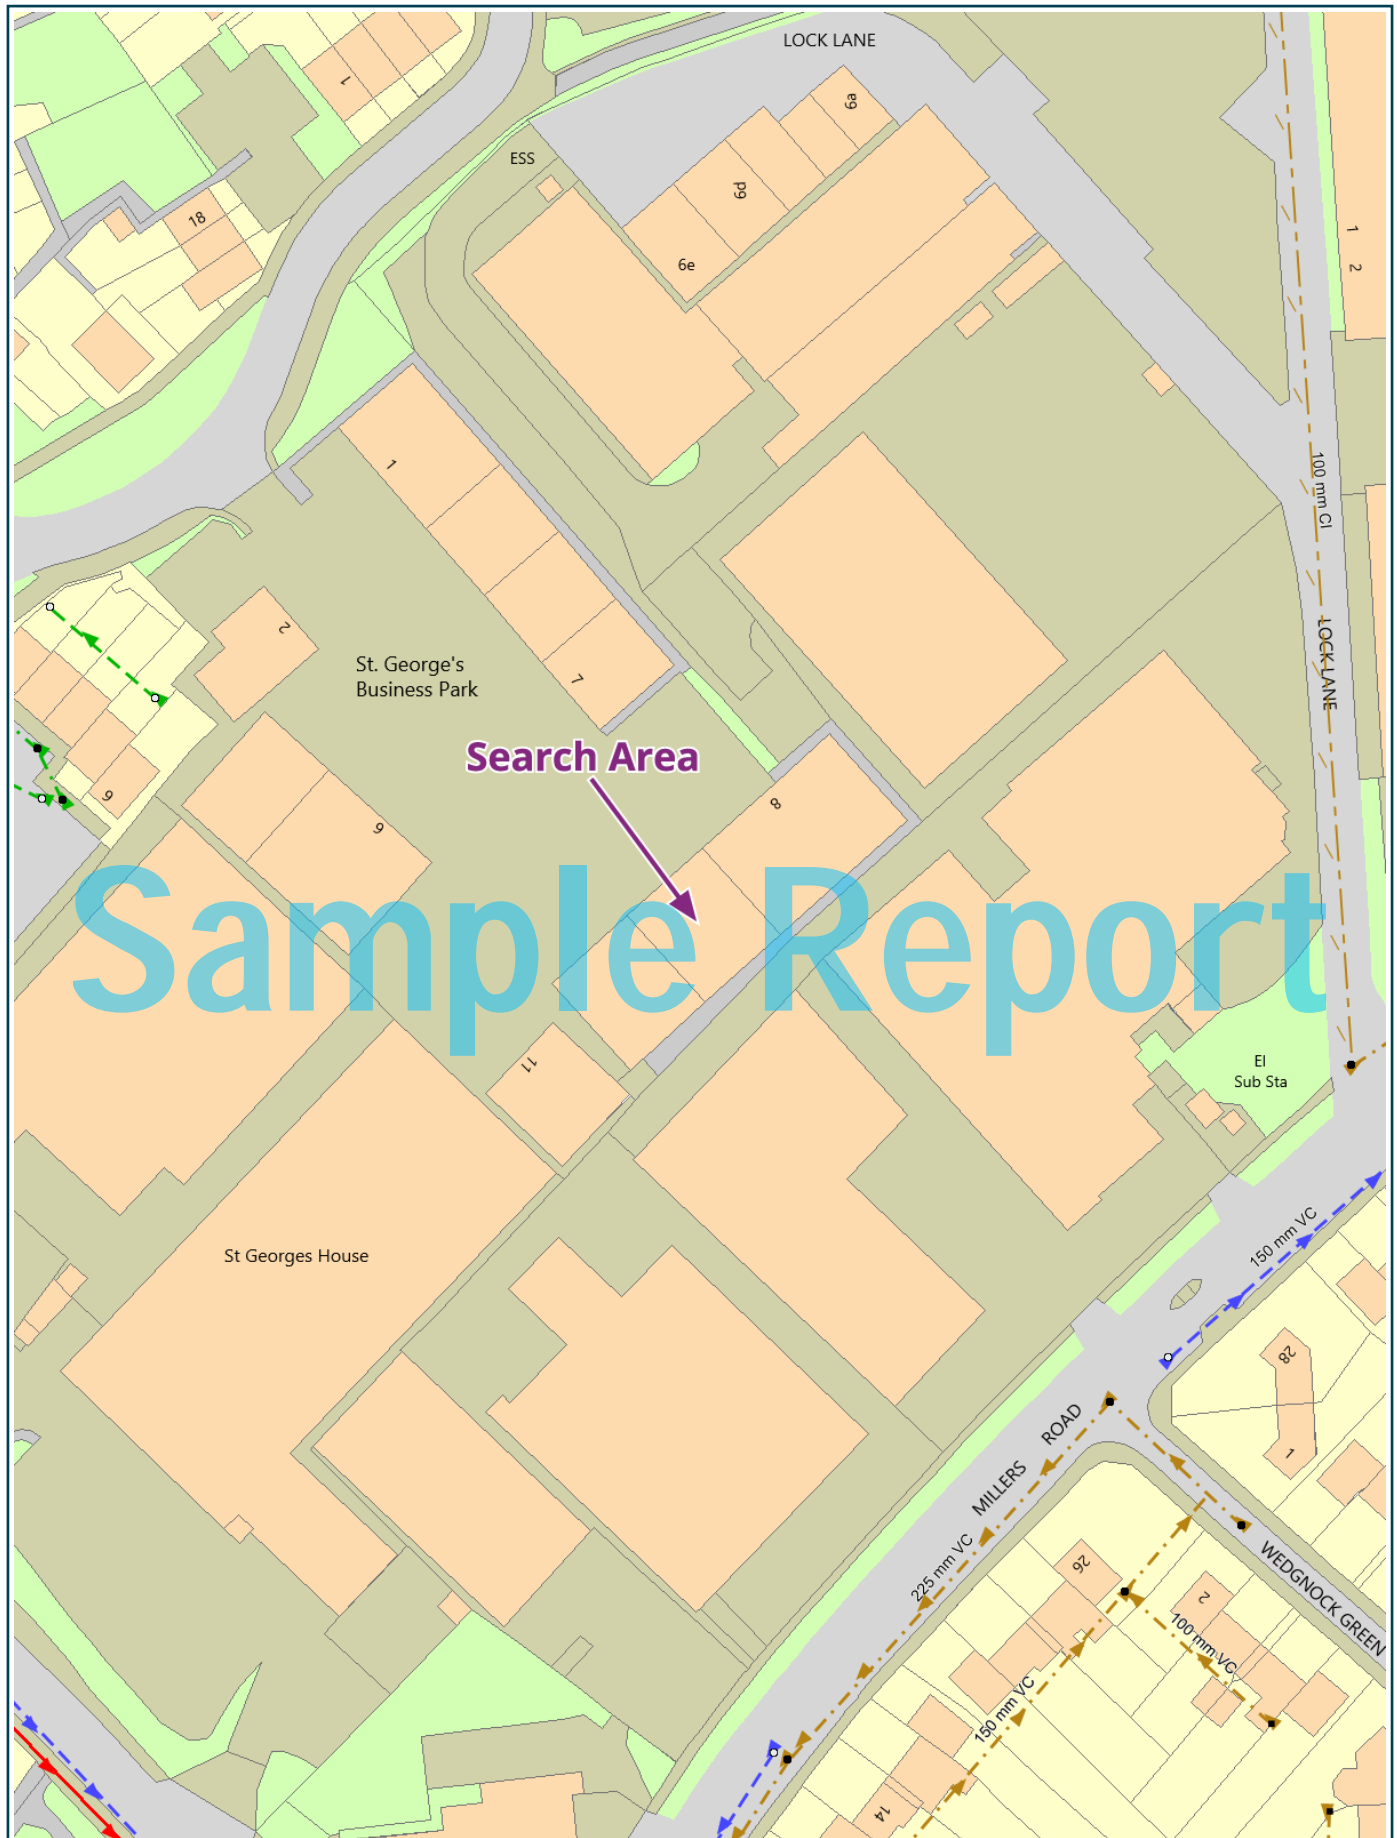 LOCK LANE
1
6a
ESS
6d
18
6e
1
2
1
100 mm CI
2
LOCK LANE
St. George's
Business Park
7
Search Area
9
8
6
Sample Report
11
El
Sub Sta
150 mm VC
St Georges House
28
1
MILLERS ROAD
225 mm VC
WEDGNOCK GREEN
26
2
100 mm VC
150 mm VC
14